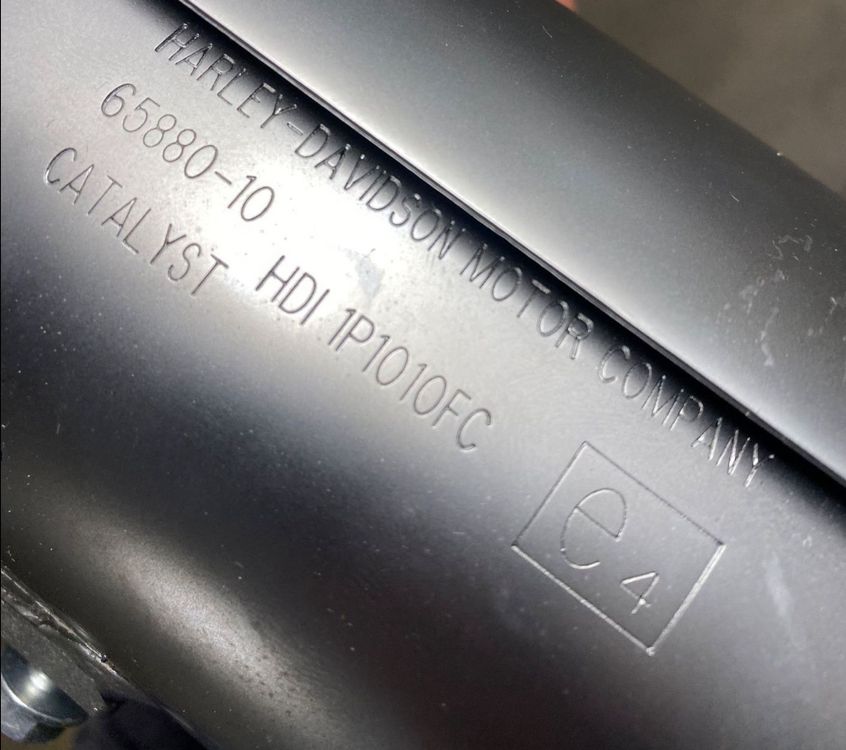 HARLEY-DAVIDSON MOTOR COMPANY
65880-10
CATALYST HDI 1P1010FC
e4